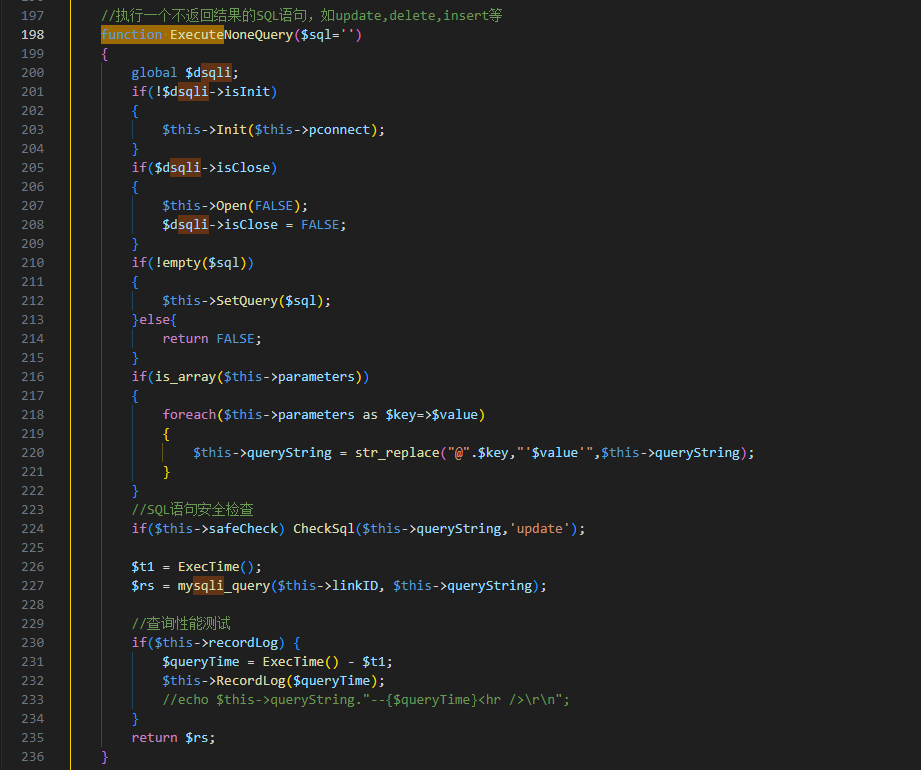 197 //执行一个不返回结果的SQL语句，如update,delete,insert等
198 function ExecuteNoneQuery($sql='')
199 {
200 global $dsqli;
201 if(!$dsqli->isInit)
202 {
203 $this->Init($this->pconnect);
204 }
205 if($dsqli->isClose)
206 {
207 $this->Open(FALSE);
208 $dsqli->isClose = FALSE;
209 }
210 if(!empty($sql))
211 {
212 $this->SetQuery($sql);
213 }else{
214 return FALSE;
215 }
216 if(is_array($this->parameters))
217 {
218 foreach($this->parameters as $key=>$value)
219 {
220 $this->queryString = str_replace("@".$key,"'$value'",$this->queryString);
221 }
222 }
223 //SQL语句安全检查
224 if($this->safeCheck) CheckSql($this->queryString,'update');
225
226 $t1 = ExecTime();
227 $rs = mysqli_query($this->linkID, $this->queryString);
228
229 //查询性能测试
230 if($this->recordLog) {
231 $queryTime = ExecTime() - $t1;
232 $this->RecordLog($queryTime);
233 //echo $this->queryString."--{$queryTime}<hr />\r\n";
234 }
235 return $rs;
236 }